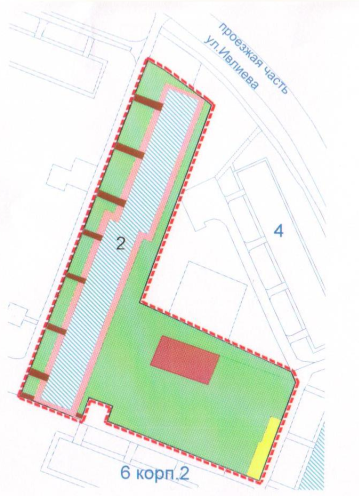 проезжая часть
ул.Ивлиева
2
4
6 корп.2